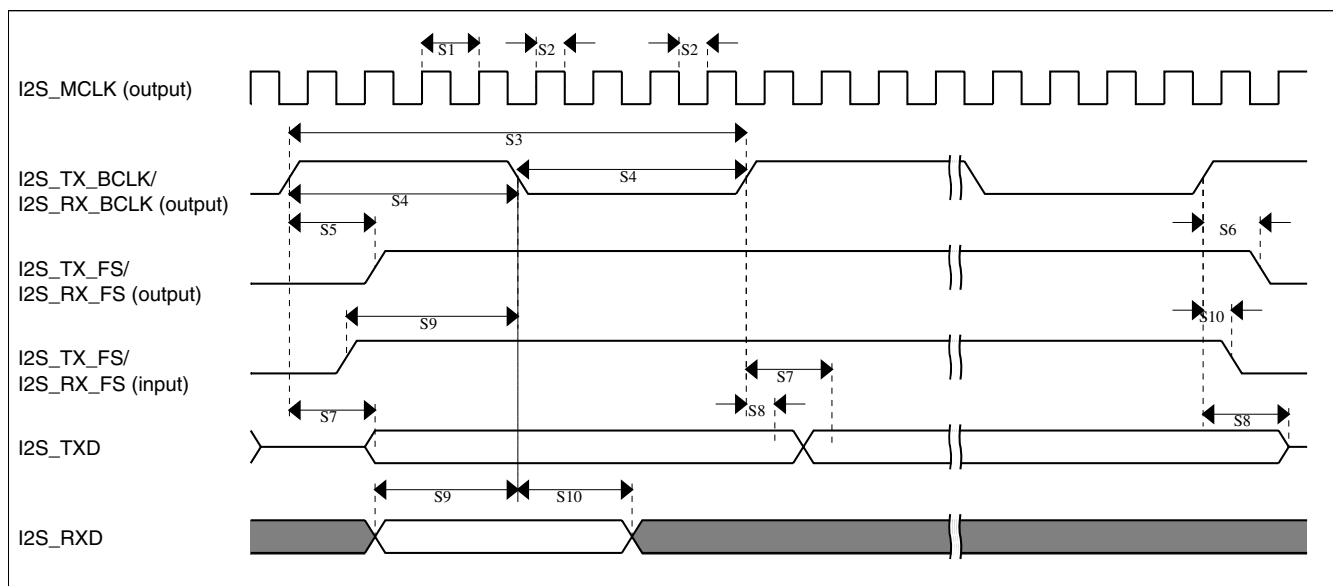 S1
S2
S2
I2S_MCLK (output)
S3
I2S_TX_BCLK/
I2S_RX_BCLK (output)
S4
S4
S5
S6
I2S_TX_FS/
I2S_RX_FS (output)
S9
S10
I2S_TX_FS/
I2S_RX_FS (input)
S7
S7
S8
S8
I2S_TXD
S9
S10
I2S_RXD